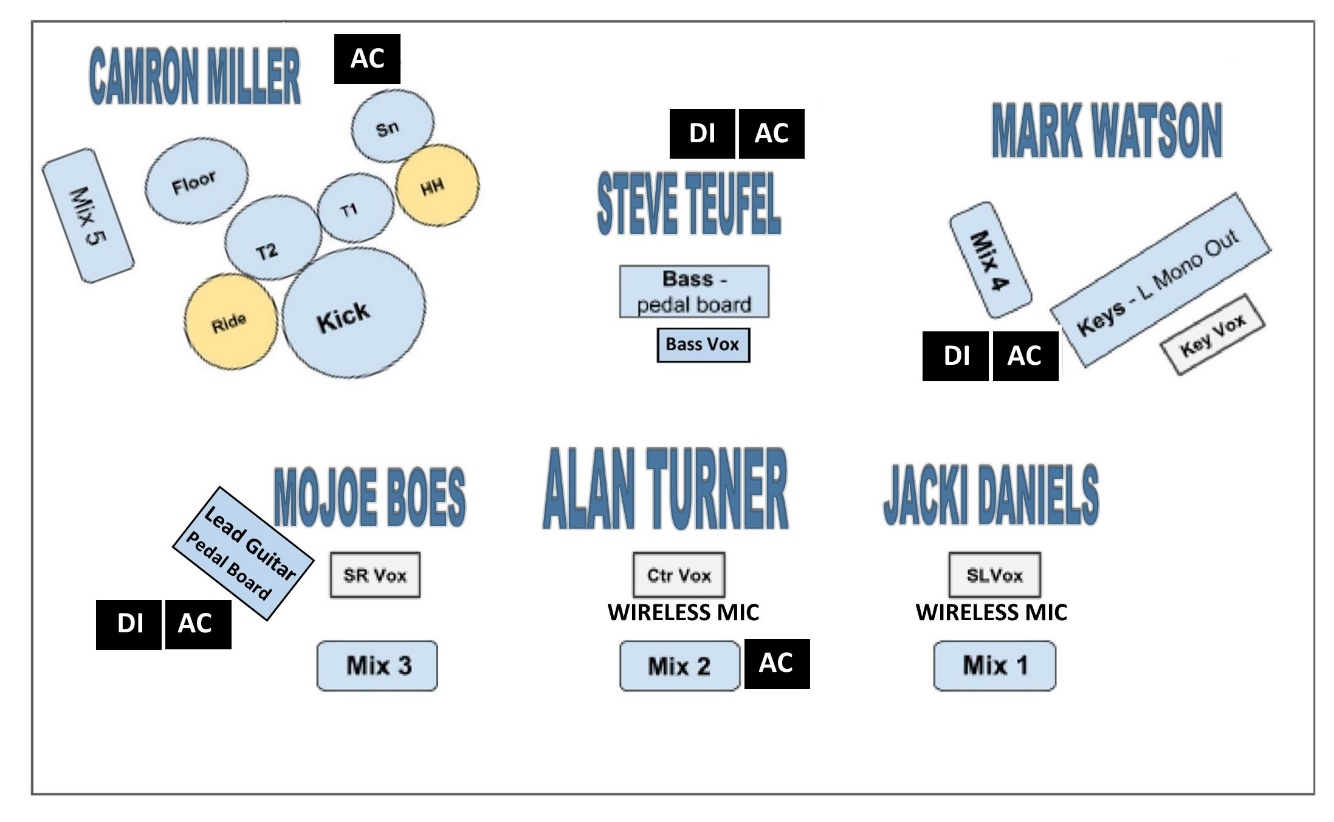 CAMRON MILLER
AC
Sn
HH
Floor
T1
T2
Mix 5
Ride
Kick
DI AC
STEVE TEUFEL
Bass -
pedal board
Bass Vox
MARK WATSON
Mix 4
Keys - L Mono Out
Key Vox
DI AC
MOJOE BOES
Lead Guitar
Pedal Board
DI AC
SR Vox
Mix 3
ALAN TURNER
Ctr Vox
WIRELESS MIC
Mix 2
AC
JACKI DANIELS
SLVox
WIRELESS MIC
Mix 1